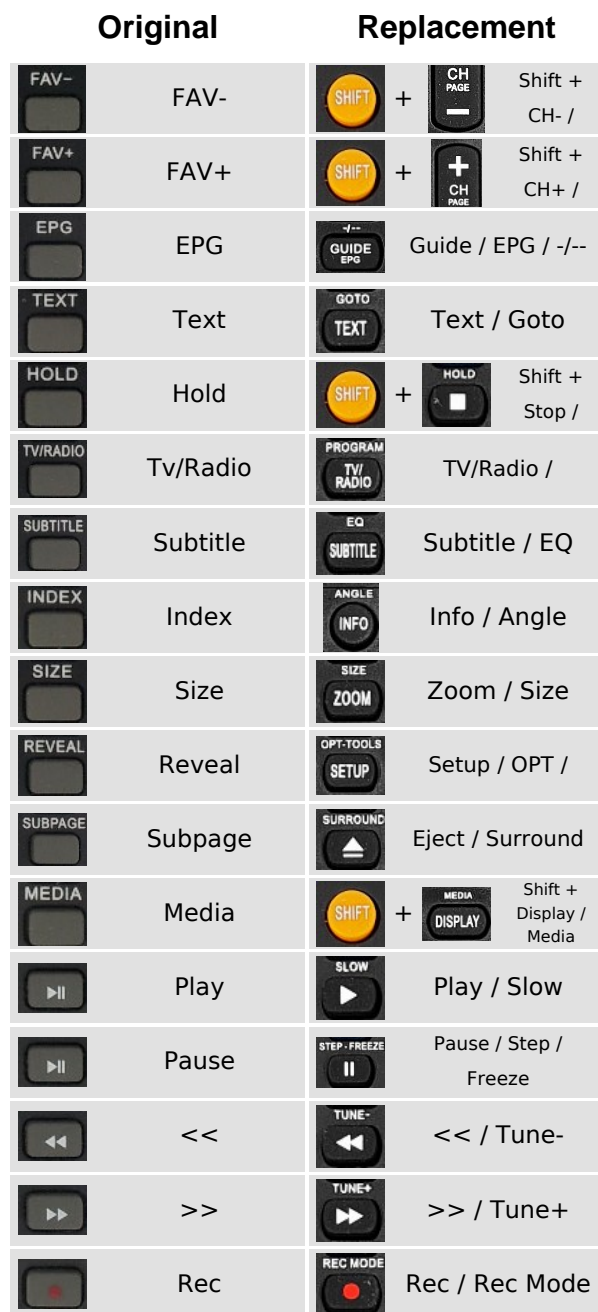 Original Replacement
FAV- FAV- SHIFT + CH PAGE - Shift +
CH- /
FAV+ FAV+ SHIFT + + CH PAGE Shift +
CH+ /
EPG EPG -/-- GUIDE EPG Guide / EPG / -/--
TEXT Text GOTO TEXT Text / Goto
HOLD Hold SHIFT + HOLD Shift +
Stop /
TV/RADIO Tv/Radio PROGRAM TV/ RADIO TV/Radio /
SUBTITLE Subtitle EQ SUBTITLE Subtitle / EQ
INDEX Index ANGLE INFO Info / Angle
SIZE Size SIZE ZOOM Zoom / Size
REVEAL Reveal OPT-TOOLS SETUP Setup / OPT /
SUBPAGE Subpage SURROUND Eject / Surround
MEDIA Media SHIFT + MEDIA DISPLAY Shift +
Display /
Media
Play SLOW Play / Slow
Pause STEP-FREEZE Pause / Step /
Freeze
<< TUNE- << / Tune-
>> TUNE+ >> / Tune+
Rec REC MODE Rec / Rec Mode